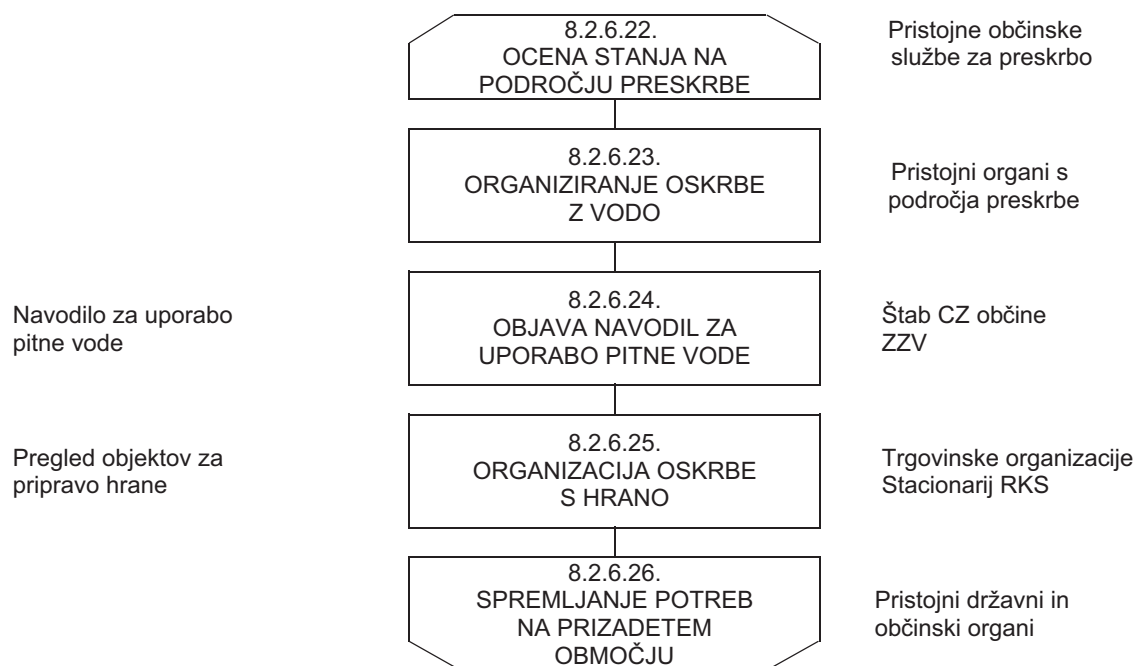 8.2.6.22.
OCENA STANJA NA
PODROČJU PRESKRBE
Pristojne občinske
službe za preskrbo
8.2.6.23.
ORGANIZIRANJE OSKRBE
Z VODO
Pristojni organi s
področja preskrbe
Navodilo za uporabo
pitne vode
8.2.6.24.
OBJAVA NAVODIL ZA
UPORABO PITNE VODE
Štab CZ občine
ZZV
Pregled objektov za
pripravo hrane
8.2.6.25.
ORGANIZACIJA OSKRBE
S HRANO
Trgovinske organizacije
Stacionarij RKS
8.2.6.26.
SPREMLJANJE POTREB
NA PRIZADETEM
OBMOČJU
Pristojni državni in
občinski organi